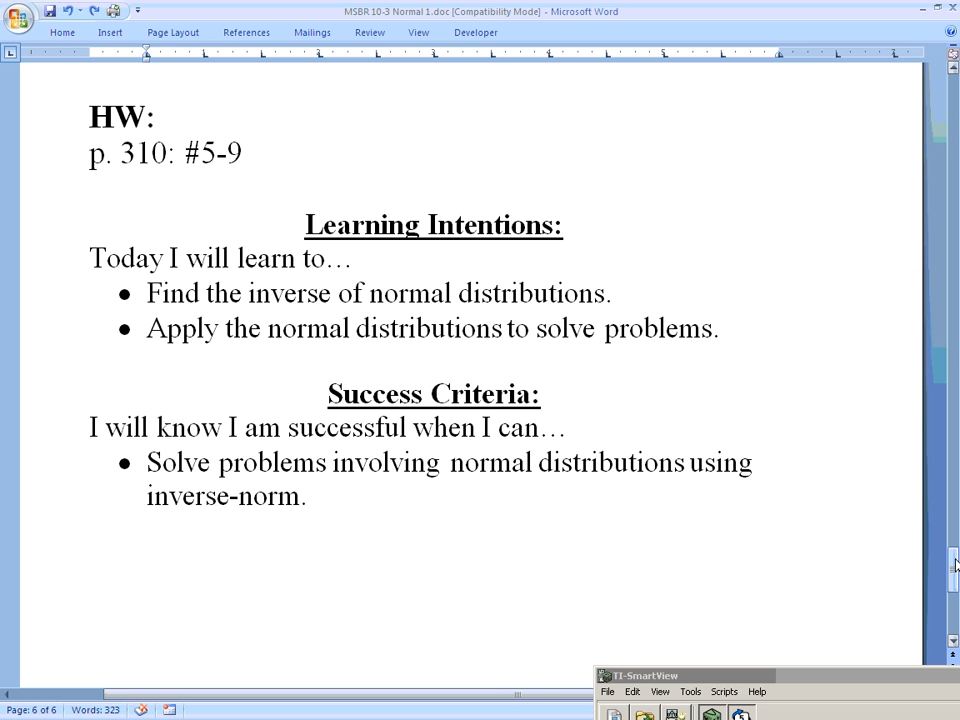 MSBR 10-3 Normal 1.doc [Compatibility Mode] - Microsoft Word
Home Insert Page Layout References Mailings Review View Developer
HW:
p. 310: #5-9
Learning Intentions:
Today I will learn to…
• Find the inverse of normal distributions.
• Apply the normal distributions to solve problems.
Success Criteria:
I will know I am successful when I can…
• Solve problems involving normal distributions using
inverse-norm.
TI-SmartView
File Edit View Tools Scripts Help
Page: 6 of 6 Words: 323